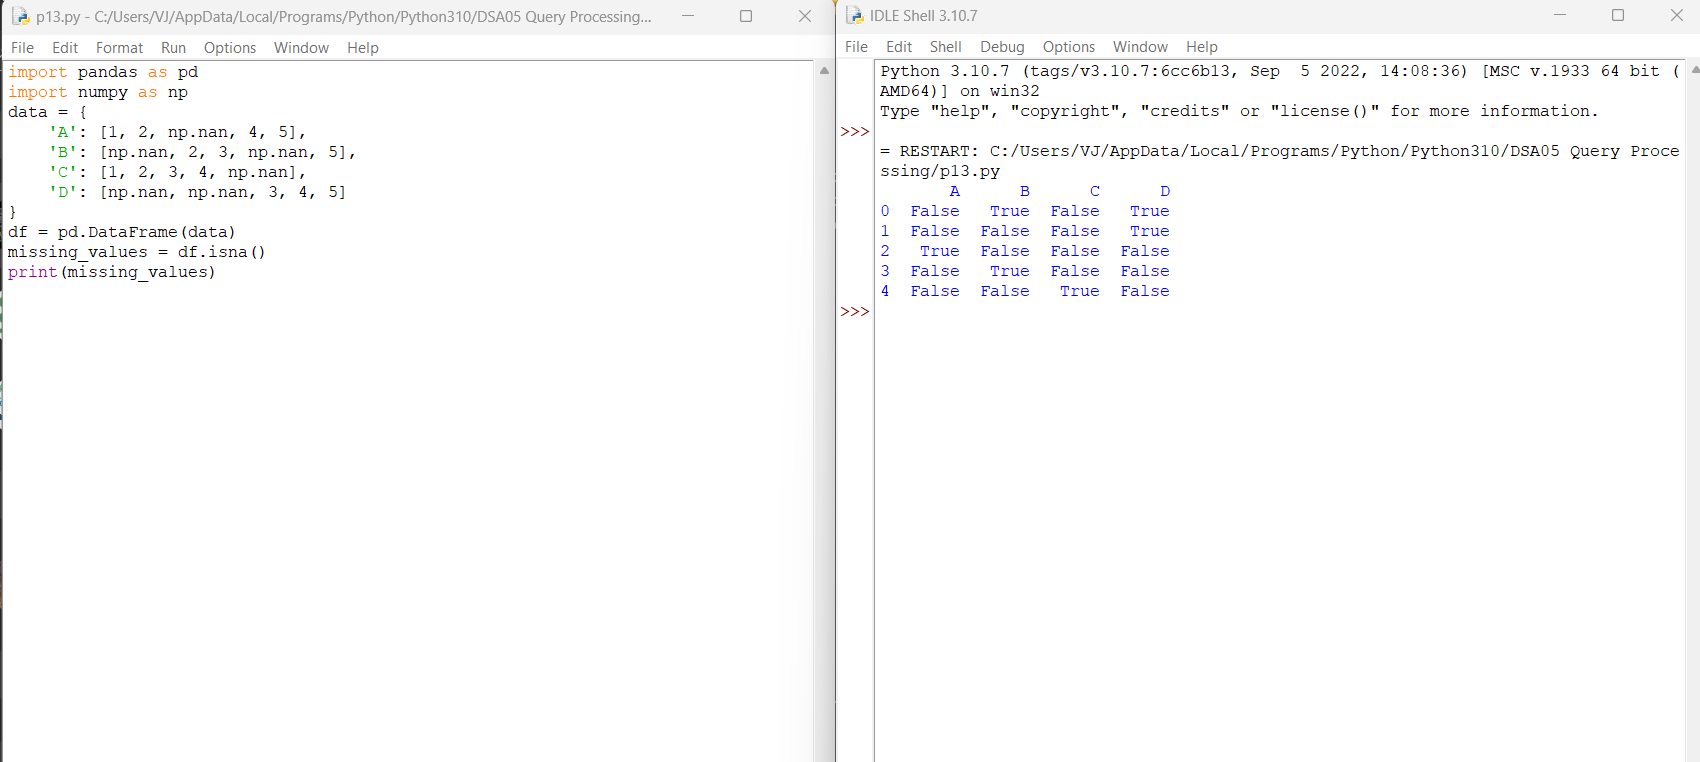 p13.py - C:/Users/VJ/AppData/Local/Programs/Python/Python310/DSA05 Query Processing...
File Edit Format Run Options Window Help
import pandas as pd
import numpy as np
data = {
    'A': [1, 2, np.nan, 4, 5],
    'B': [np.nan, 2, 3, np.nan, 5],
    'C': [1, 2, 3, 4, np.nan],
    'D': [np.nan, np.nan, 3, 4, 5]
}
df = pd.DataFrame(data)
missing_values = df.isna()
print(missing_values)
IDLE Shell 3.10.7
File Edit Shell Debug Options Window Help
Python 3.10.7 (tags/v3.10.7:6cc6b13, Sep  5 2022, 14:08:36) [MSC v.1933 64 bit (
AMD64)] on win32
Type "help", "copyright", "credits" or "license()" for more information.
>>>
= RESTART: C:/Users/VJ/AppData/Local/Programs/Python/Python310/DSA05 Query Proce
ssing/p13.py
       A      B      C      D
0  False   True  False   True
1  False  False  False   True
2   True  False  False  False
3  False   True  False  False
4  False  False   True  False
>>>